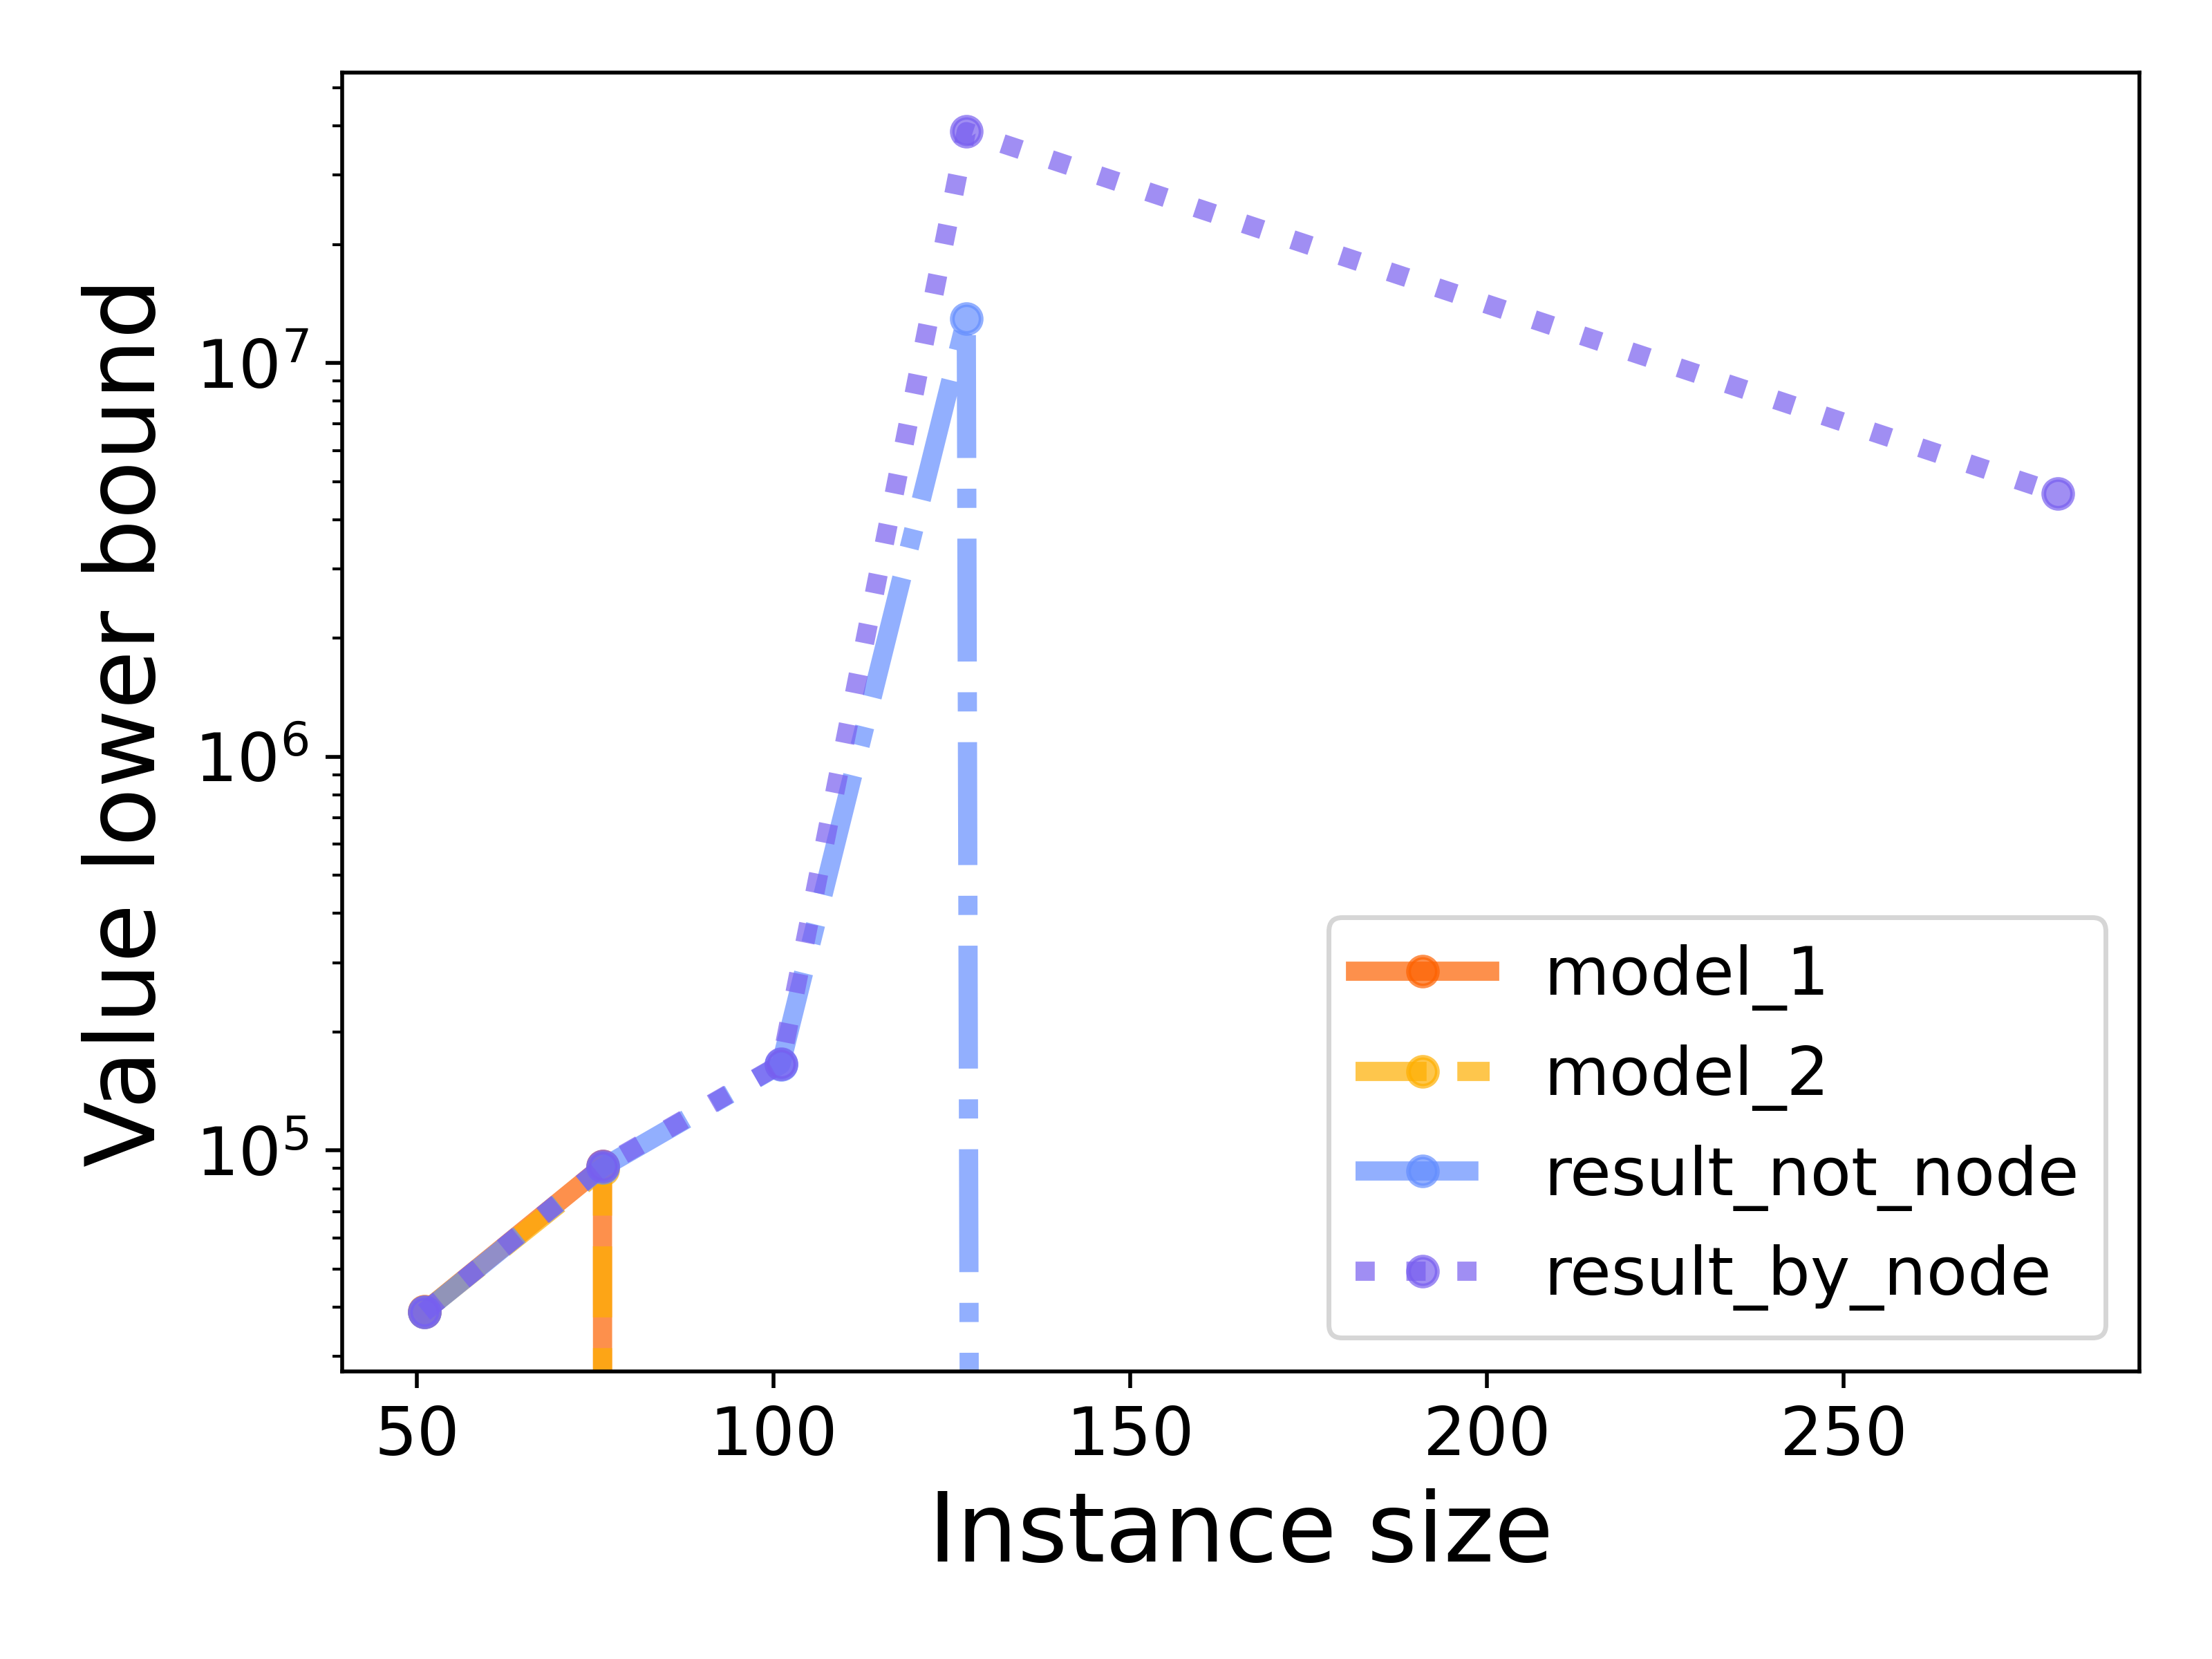 Value lower bound
10^7
10^6
10^5
model_1
model_2
result_not_node
result_by_node
50 100 150 200 250
Instance size